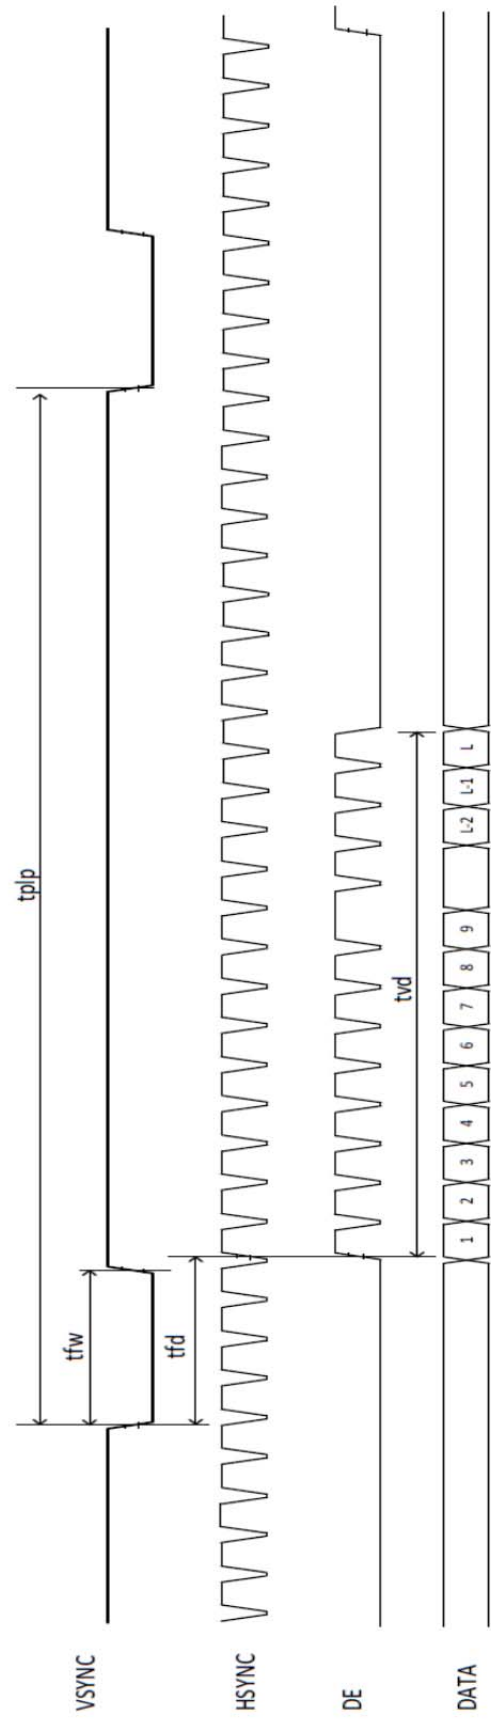 tplp
tfw
VSYNC
tfd
HSYNC
DE
tvd
DATA
1 2 3 4 5 6 7 8 9 L-2 L-1 L